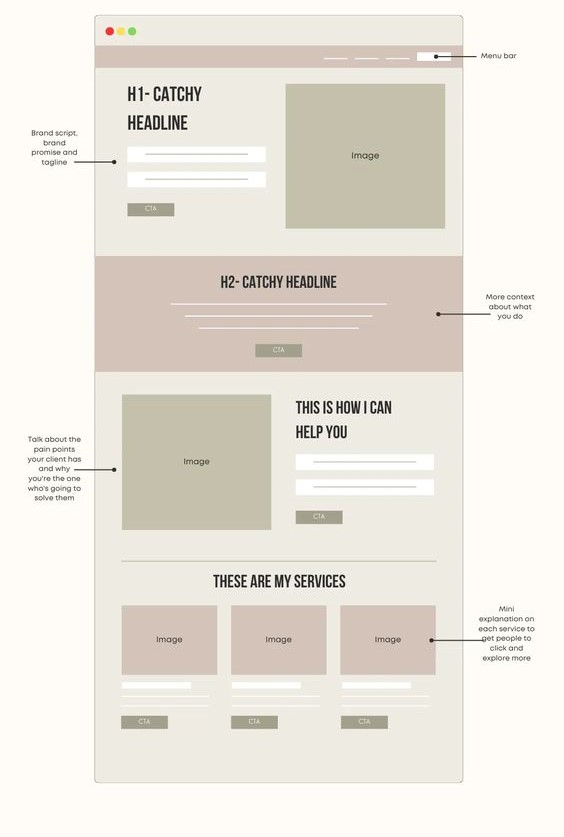 Menu bar
H1- CATCHY
HEADLINE
Brand script,
brand
promise and
tagline
Image
CTA
H2- CATCHY HEADLINE
CTA
More context
about what
you do
Image
THIS IS HOW I CAN
HELP YOU
CTA
Talk about the
pain points
your client has
and why
you're the one
who's going to
solve them
THESE ARE MY SERVICES
Image
Image
Image
Mini
explanation on
each service to
get people to
click and
explore more
CTA
CTA
CTA